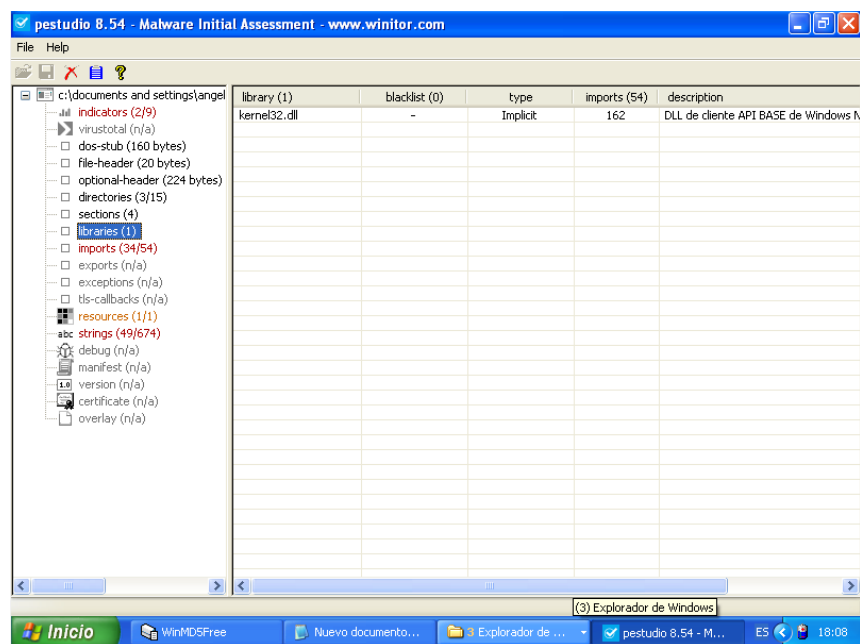 pestudio 8.54 - Malware Initial Assessment - www.winitor.com
File Help
c:\documents and settings\angel
indicators (2/9)
virustotal (n/a)
dos-stub (160 bytes)
file-header (20 bytes)
optional-header (224 bytes)
directories (3/15)
sections (4)
libraries (1)
imports (34/54)
exports (n/a)
exceptions (n/a)
tls-callbacks (n/a)
resources (1/1)
abc strings (49/674)
debug (n/a)
manifest (n/a)
1.0 version (n/a)
certificate (n/a)
overlay (n/a)
library (1) blacklist (0) type imports (54) description
kernel32.dll - Implicit 162 DLL de cliente API BASE de Windows N
(3) Explorador de Windows
Inicio WinMD5Free Nuevo documento... 3 Explorador de ... pestudio 8.54 - M... ES 18:08